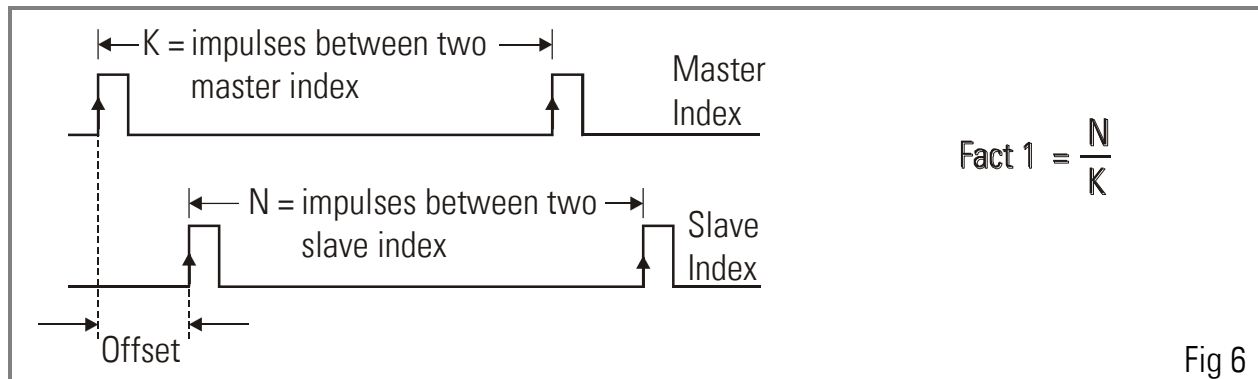 K = impulses between two
master index
Master
Index
Fact 1 = N
K
N = impulses between two
slave index
Slave
Index
Offset
Fig 6